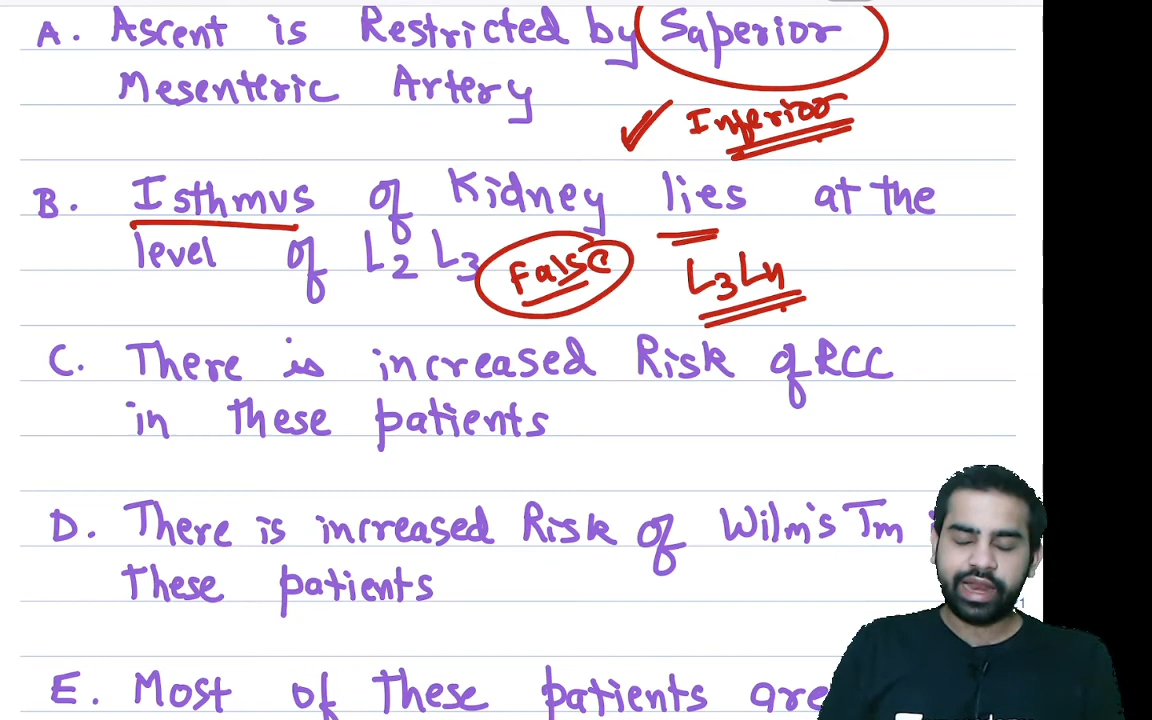 A. Ascent is Restricted by Saperior
Mesenteric Artery
✓ Inferior
B. Isthmus of Kidney lies at the
level of L2 L3 False L3L4
C. There is increased Risk of RCC
in these patients
D. There is increased Risk of Wilm's Tm
These patients
E. Most of These patients are